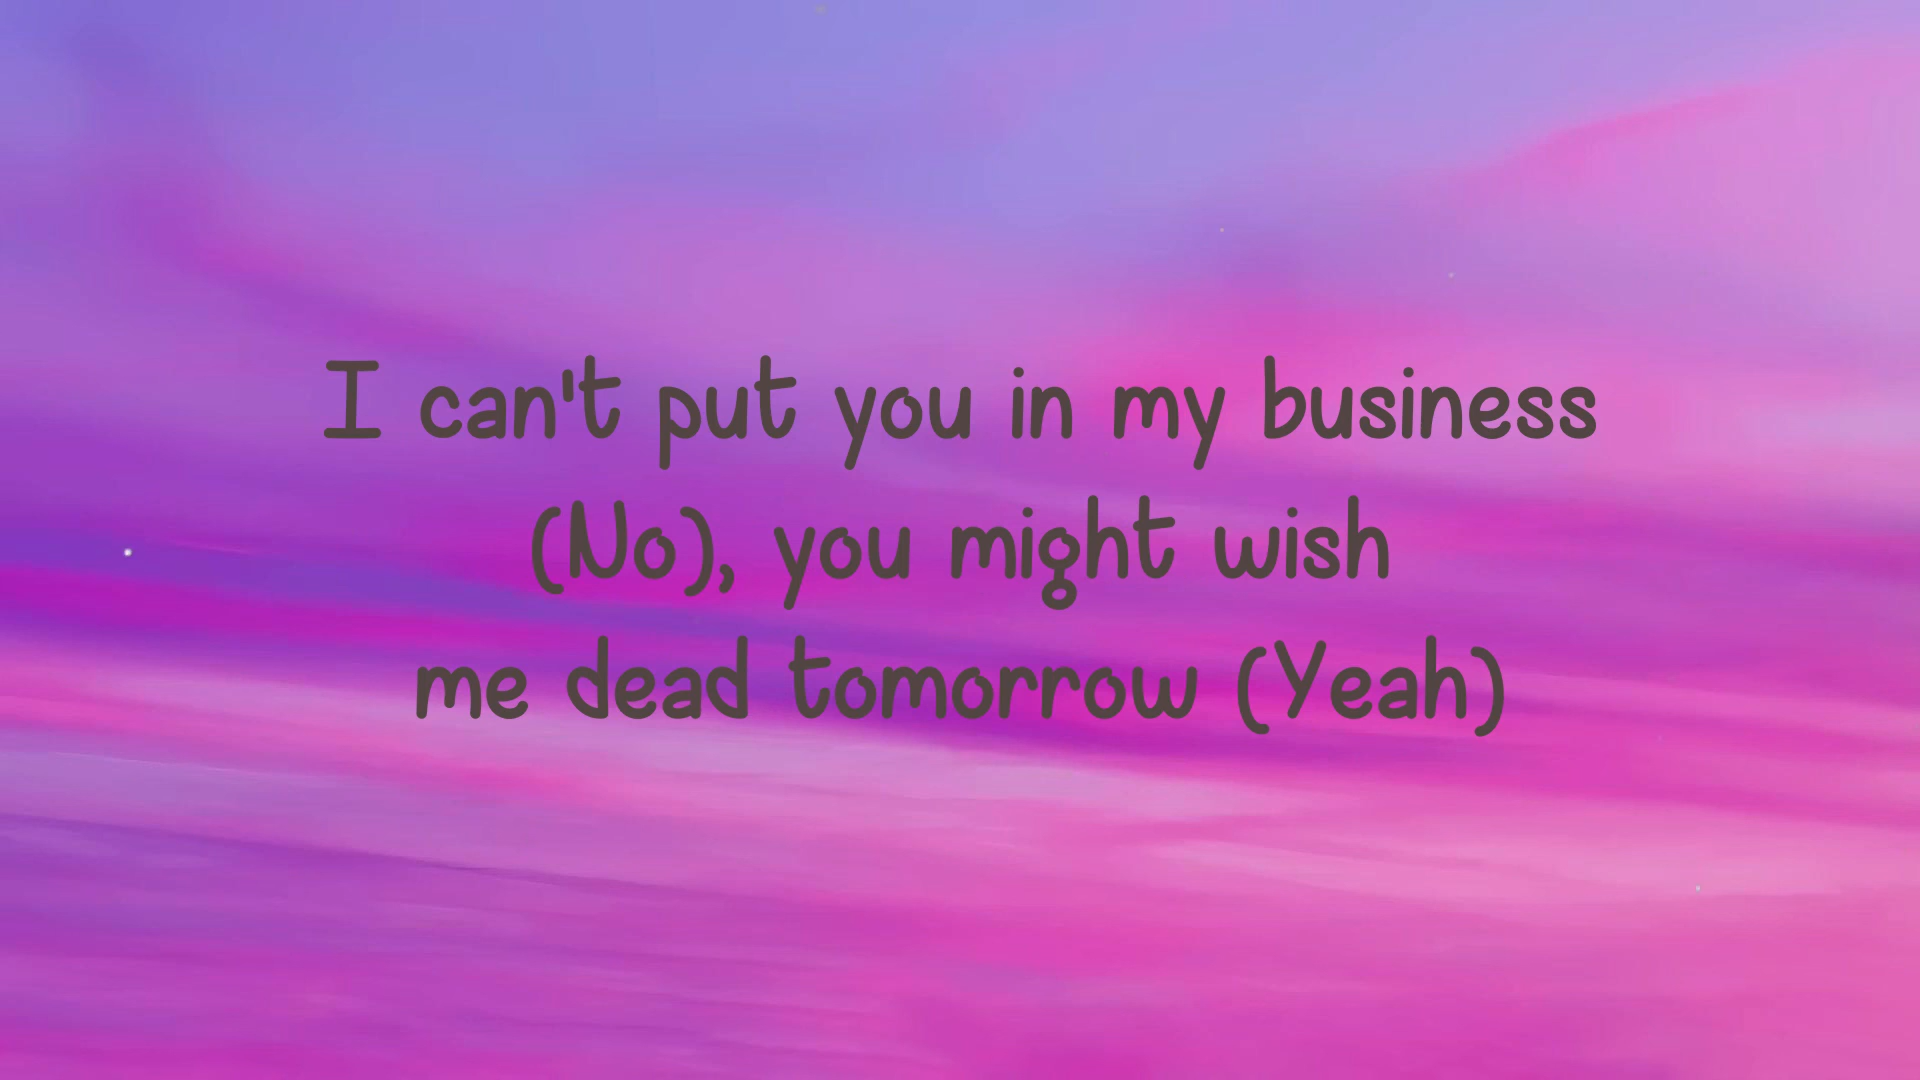 I can't put you in my business
(No), you might wish
me dead tomorrow (Yeah)